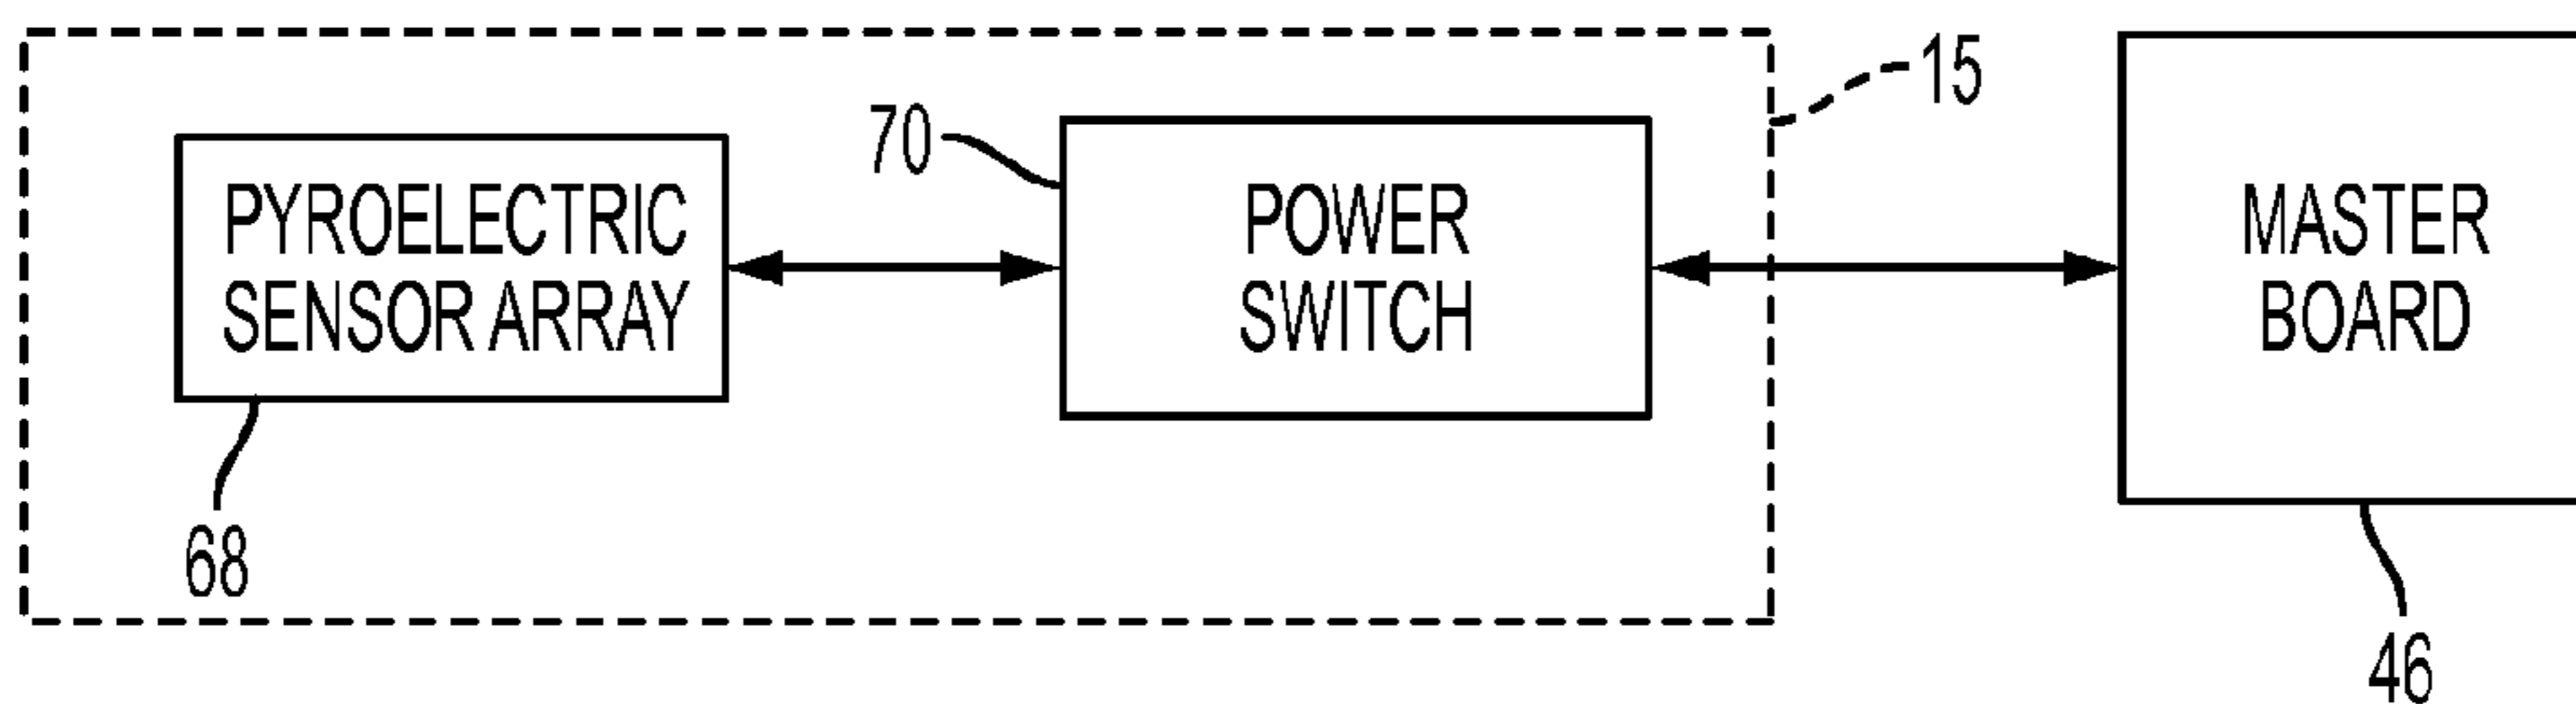 15
70
PYROELECTRIC
SENSOR ARRAY
POWER
SWITCH
MASTER
BOARD
68
46